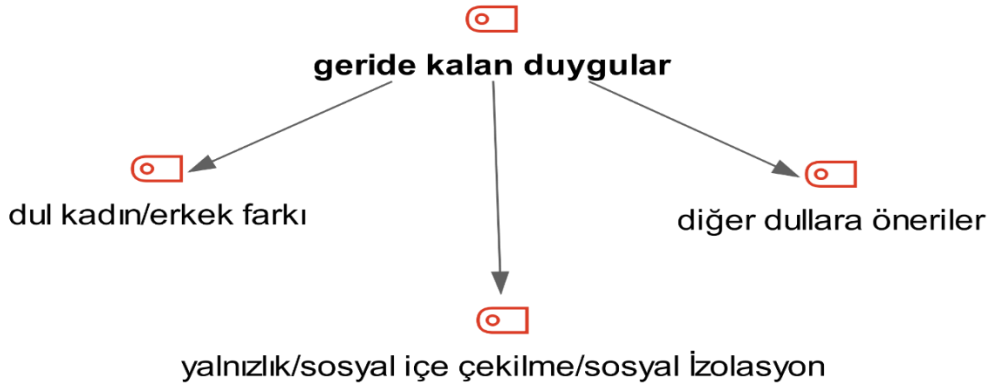 geride kalan duygular
dul kadın/erkek farkı
diğer dullara öneriler
yalnızlık/sosyal içe çekilme/sosyal İzolasyon